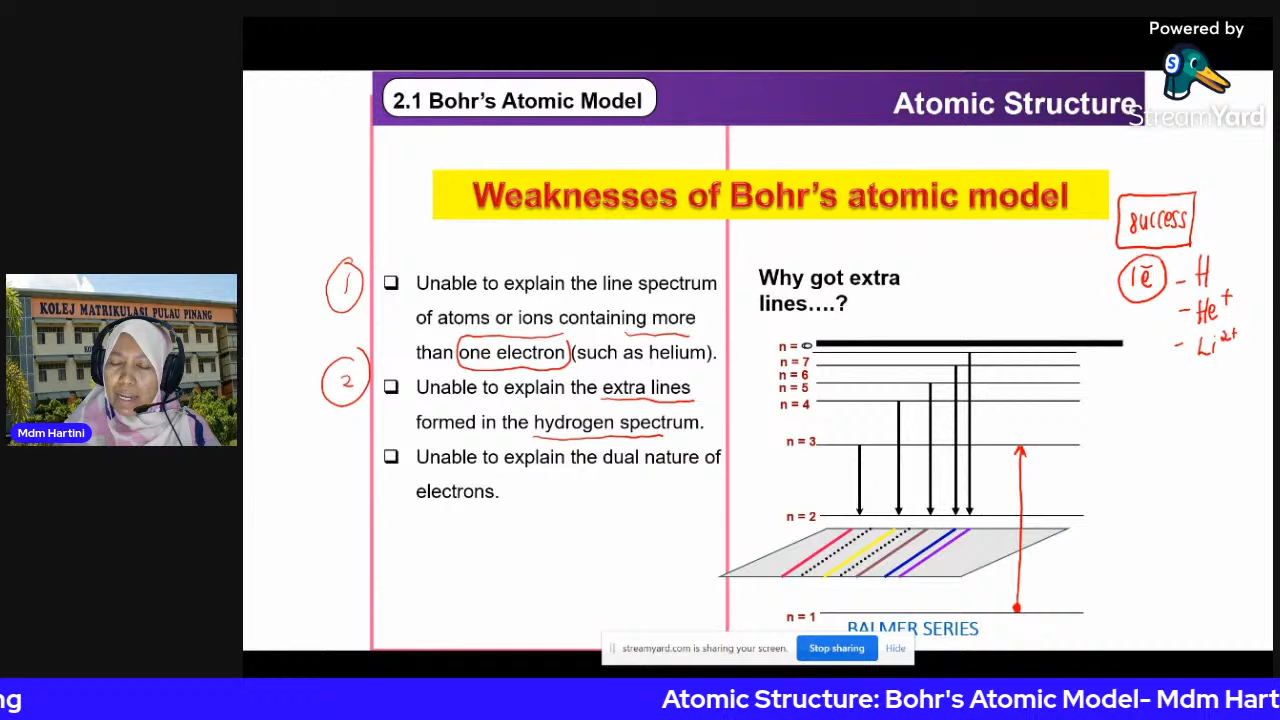 Powered by
S
StreamYard
2.1 Bohr's Atomic Model
Atomic Structure
Weaknesses of Bohr's atomic model
success
1
❑ Unable to explain the line spectrum
of atoms or ions containing more
than one electron (such as helium).
2
❑ Unable to explain the extra lines
formed in the hydrogen spectrum.
❑ Unable to explain the dual nature of
electrons.
Why got extra
lines….?
1ē - H
- He⁺
- Li²⁺
n = ∞
n = 7
n = 6
n = 5
n = 4
n = 3
n = 2
n = 1
BALMER SERIES
KOLEJ MATRIKULASI PULAU PINANG
Mdm Hartini
streamyard.com is sharing your screen.
Stop sharing
Hide
ng
Atomic Structure: Bohr's Atomic Model- Mdm Hart